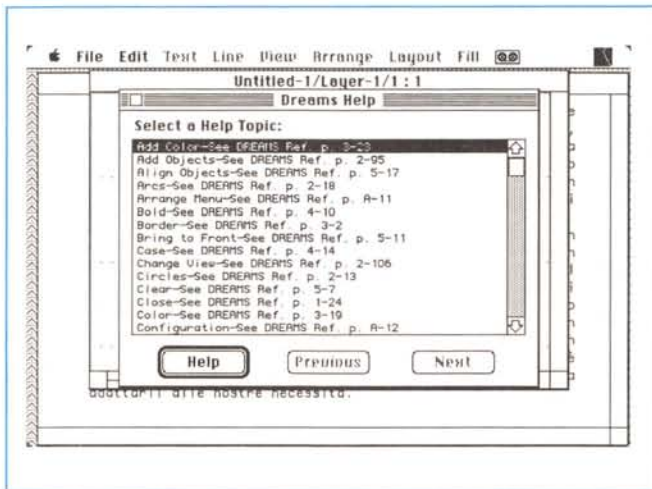 File Edit Text Line View Arrange Layout Fill
Untitled-1/Layer-1/1 : 1
Dreams Help
Select a Help Topic:
Add Color-See DREAMS Ref. p. 3-23
Add Objects-See DREAMS Ref. p. 2-95
Align Objects-See DREAMS Ref. p. 5-17
Arcs-See DREAMS Ref. p. 2-18
Arrange Menu-See DREAMS Ref. p. A-11
Bold-See DREAMS Ref. p. 4-10
Border-See DREAMS Ref. p. 3-2
Bring to Front-See DREAMS Ref. p. 5-11
Case-See DREAMS Ref. p. 4-14
Change View-See DREAMS Ref. p. 2-106
Circles-See DREAMS Ref. p. 2-13
Clear-See DREAMS Ref. p. 5-7
Close-See DREAMS Ref. p. 1-24
Color-See DREAMS Ref. p. 3-19
Configuration-See DREAMS Ref. p. A-12
Help Previous Next
adattarli alle nostre necessità.